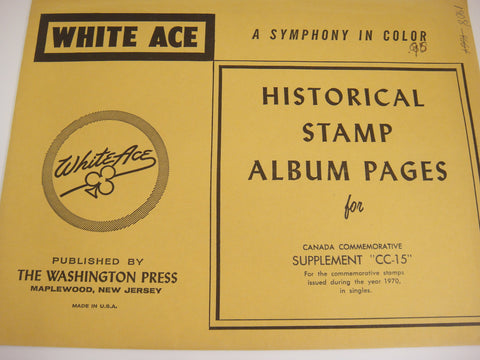 WHITE ACE
A SYMPHONY IN COLOR
.95
HISTORICAL
STAMP
ALBUM PAGES
for
CANADA COMMEMORATIVE
SUPPLEMENT "CC-15"
For the commemorative stamps
issued during the year 1970,
in singles.
White Ace
PUBLISHED BY
THE WASHINGTON PRESS
MAPLEWOOD, NEW JERSEY
MADE IN U.S.A.